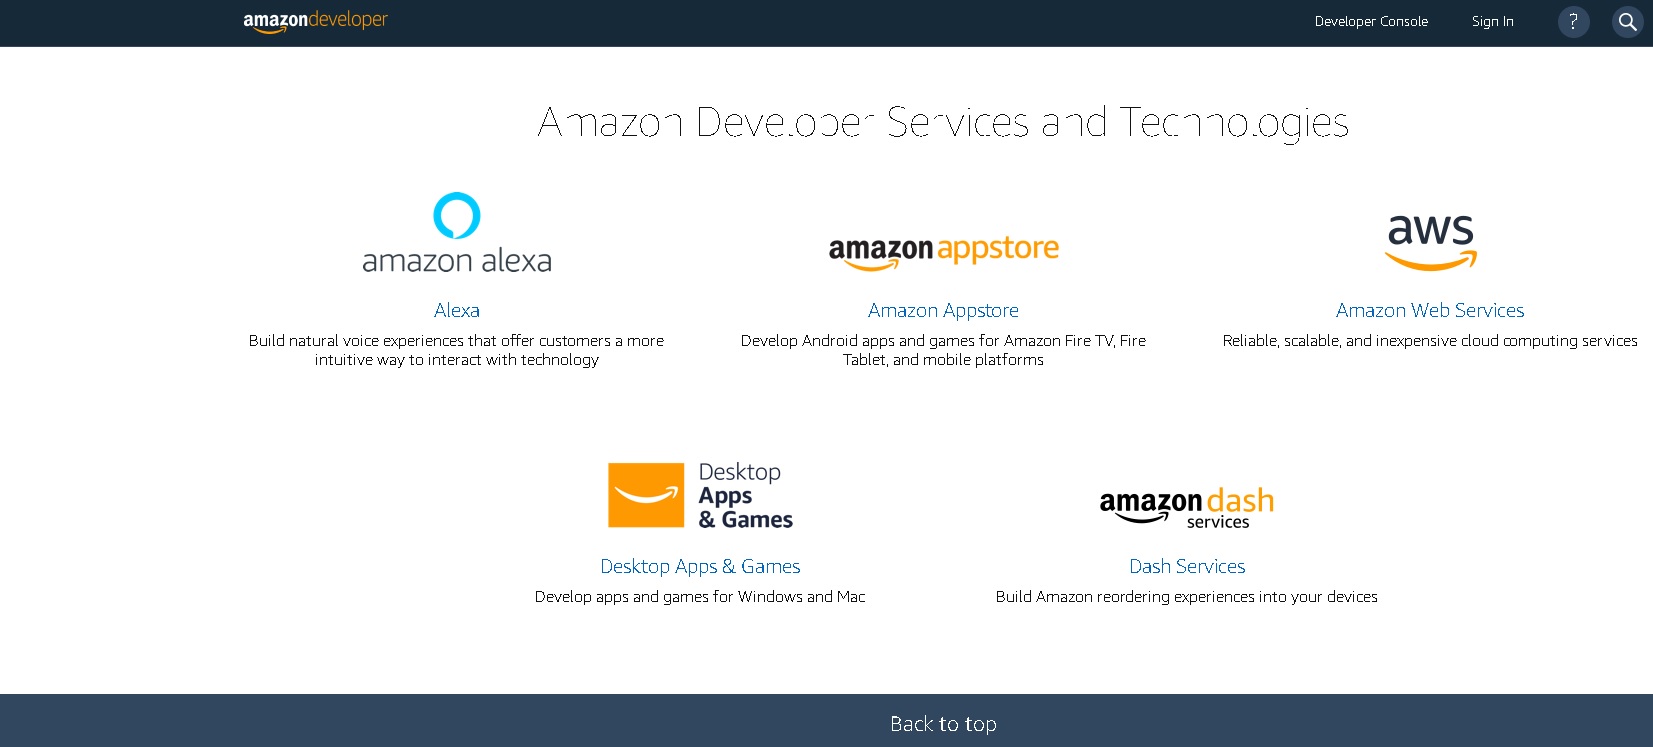 amazondeveloper
Developer Console
Sign In
?
Amazon Developer Services and Technologies
amazon alexa
amazon appstore
aws
Alexa
Amazon Appstore
Amazon Web Services
Build natural voice experiences that offer customers a more
intuitive way to interact with technology
Develop Android apps and games for Amazon Fire TV, Fire
Tablet, and mobile platforms
Reliable, scalable, and inexpensive cloud computing services
Desktop
Apps
& Games
amazon dash
services
Desktop Apps & Games
Dash Services
Develop apps and games for Windows and Mac
Build Amazon reordering experiences into your devices
Back to top